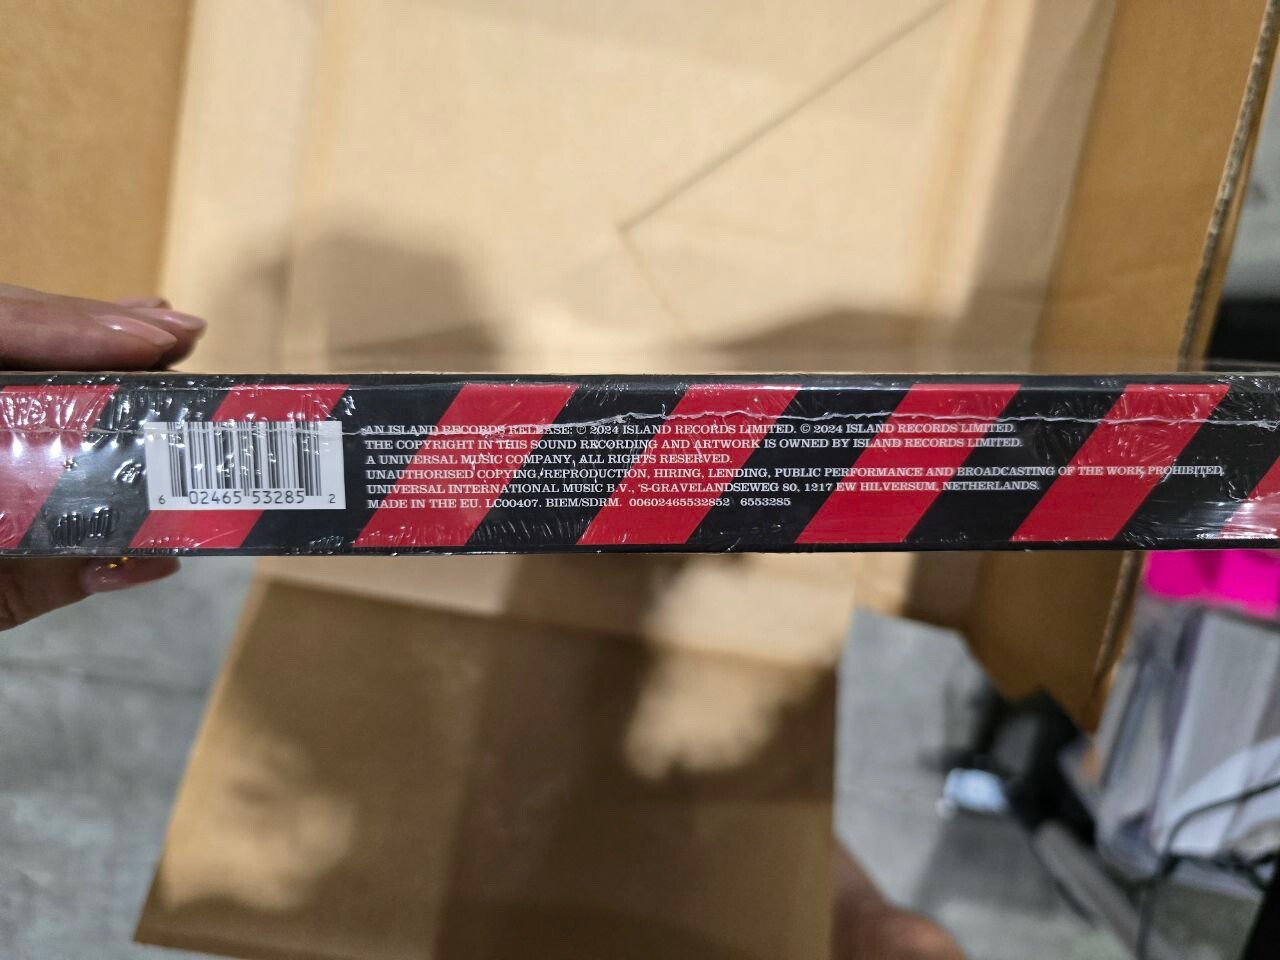 6 02465 53285 2
AN ISLAND RECORDS RELEASE: ℗ 2024 ISLAND RECORDS LIMITED. © 2024 ISLAND RECORDS LIMITED.
THE COPYRIGHT IN THIS SOUND RECORDING AND ARTWORK IS OWNED BY ISLAND RECORDS LIMITED.
A UNIVERSAL MUSIC COMPANY, ALL RIGHTS RESERVED.
UNAUTHORISED COPYING, REPRODUCTION, HIRING, LENDING, PUBLIC PERFORMANCE AND BROADCASTING OF THE WORK PROHIBITED.
UNIVERSAL INTERNATIONAL MUSIC B.V., 'S-GRAVELANDSEWEG 80, 1217 EW HILVERSUM, NETHERLANDS.
MADE IN THE EU. LC00407. BIEM/SDRM. 00602465532852 6553285